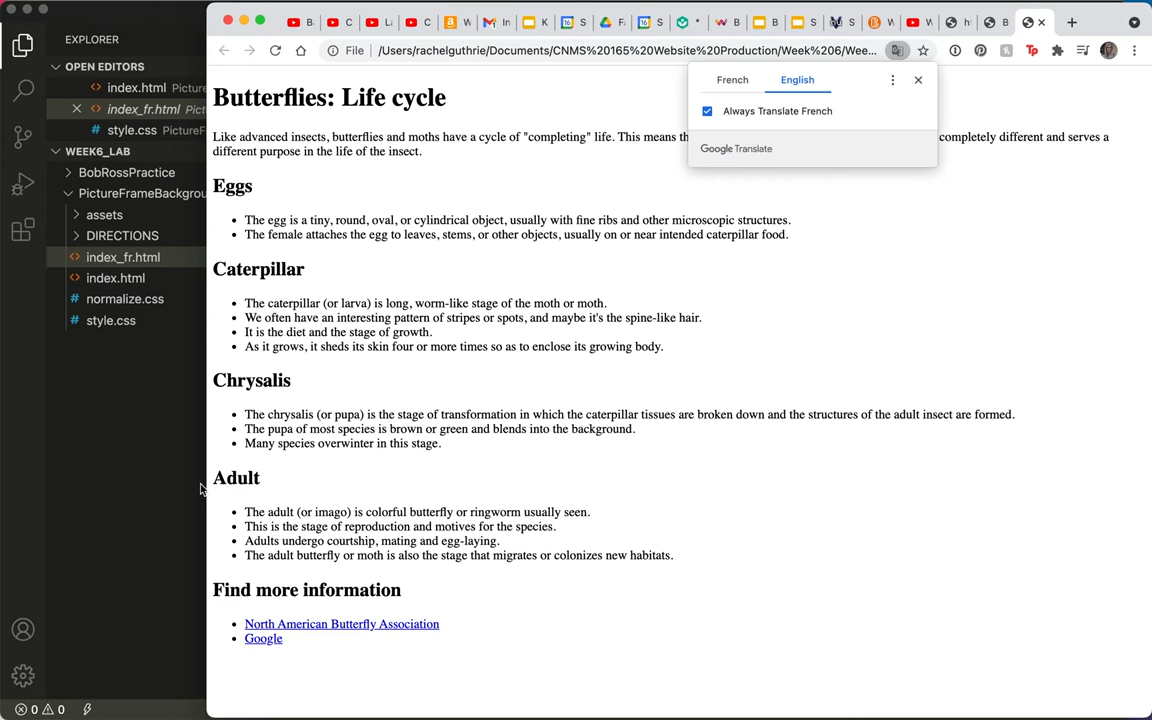 EXPLORER
OPEN EDITORS
index.html Picture
index_fr.html Pict
style.css PictureF
WEEK6_LAB
BobRossPractice
PictureFrameBackgrou
assets
DIRECTIONS
index_fr.html
index.html
normalize.css
style.css
0 0
File /Users/rachelguthrie/Documents/CNMS%20165%20Website%20Production/Week%206/Wee...
French English
Always Translate French
Google Translate
Butterflies: Life cycle
Like advanced insects, butterflies and moths have a cycle of "completing" life. This means th completely different and serves a
different purpose in the life of the insect.
Eggs
• The egg is a tiny, round, oval, or cylindrical object, usually with fine ribs and other microscopic structures.
• The female attaches the egg to leaves, stems, or other objects, usually on or near intended caterpillar food.
Caterpillar
• The caterpillar (or larva) is long, worm-like stage of the moth or moth.
• We often have an interesting pattern of stripes or spots, and maybe it's the spine-like hair.
• It is the diet and the stage of growth.
• As it grows, it sheds its skin four or more times so as to enclose its growing body.
Chrysalis
• The chrysalis (or pupa) is the stage of transformation in which the caterpillar tissues are broken down and the structures of the adult insect are formed.
• The pupa of most species is brown or green and blends into the background.
• Many species overwinter in this stage.
Adult
• The adult (or imago) is colorful butterfly or ringworm usually seen.
• This is the stage of reproduction and motives for the species.
• Adults undergo courtship, mating and egg-laying.
• The adult butterfly or moth is also the stage that migrates or colonizes new habitats.
Find more information
• North American Butterfly Association
• Google